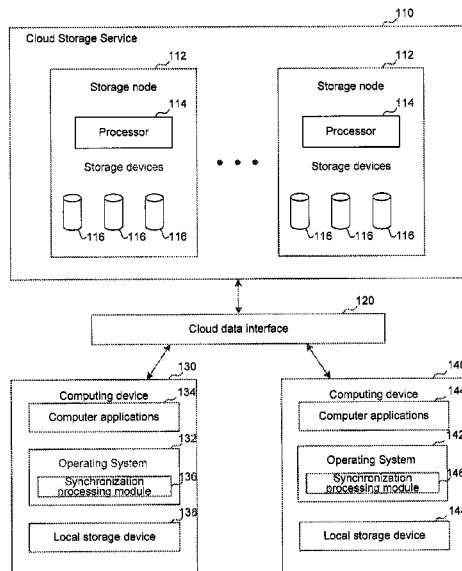 110
Cloud Storage Service
112
112
Storage node
Storage node
114
114
Processor
Processor
Storage devices
Storage devices
116
116
116
116
116
116
120
Cloud data interface
130
140
Computing device
Computing device
134
144
Computer applications
Computer applications
132
142
Operating System
Operating System
Synchronization
processing module
136
Synchronization
processing module
146
138
144
Local storage device
Local storage device